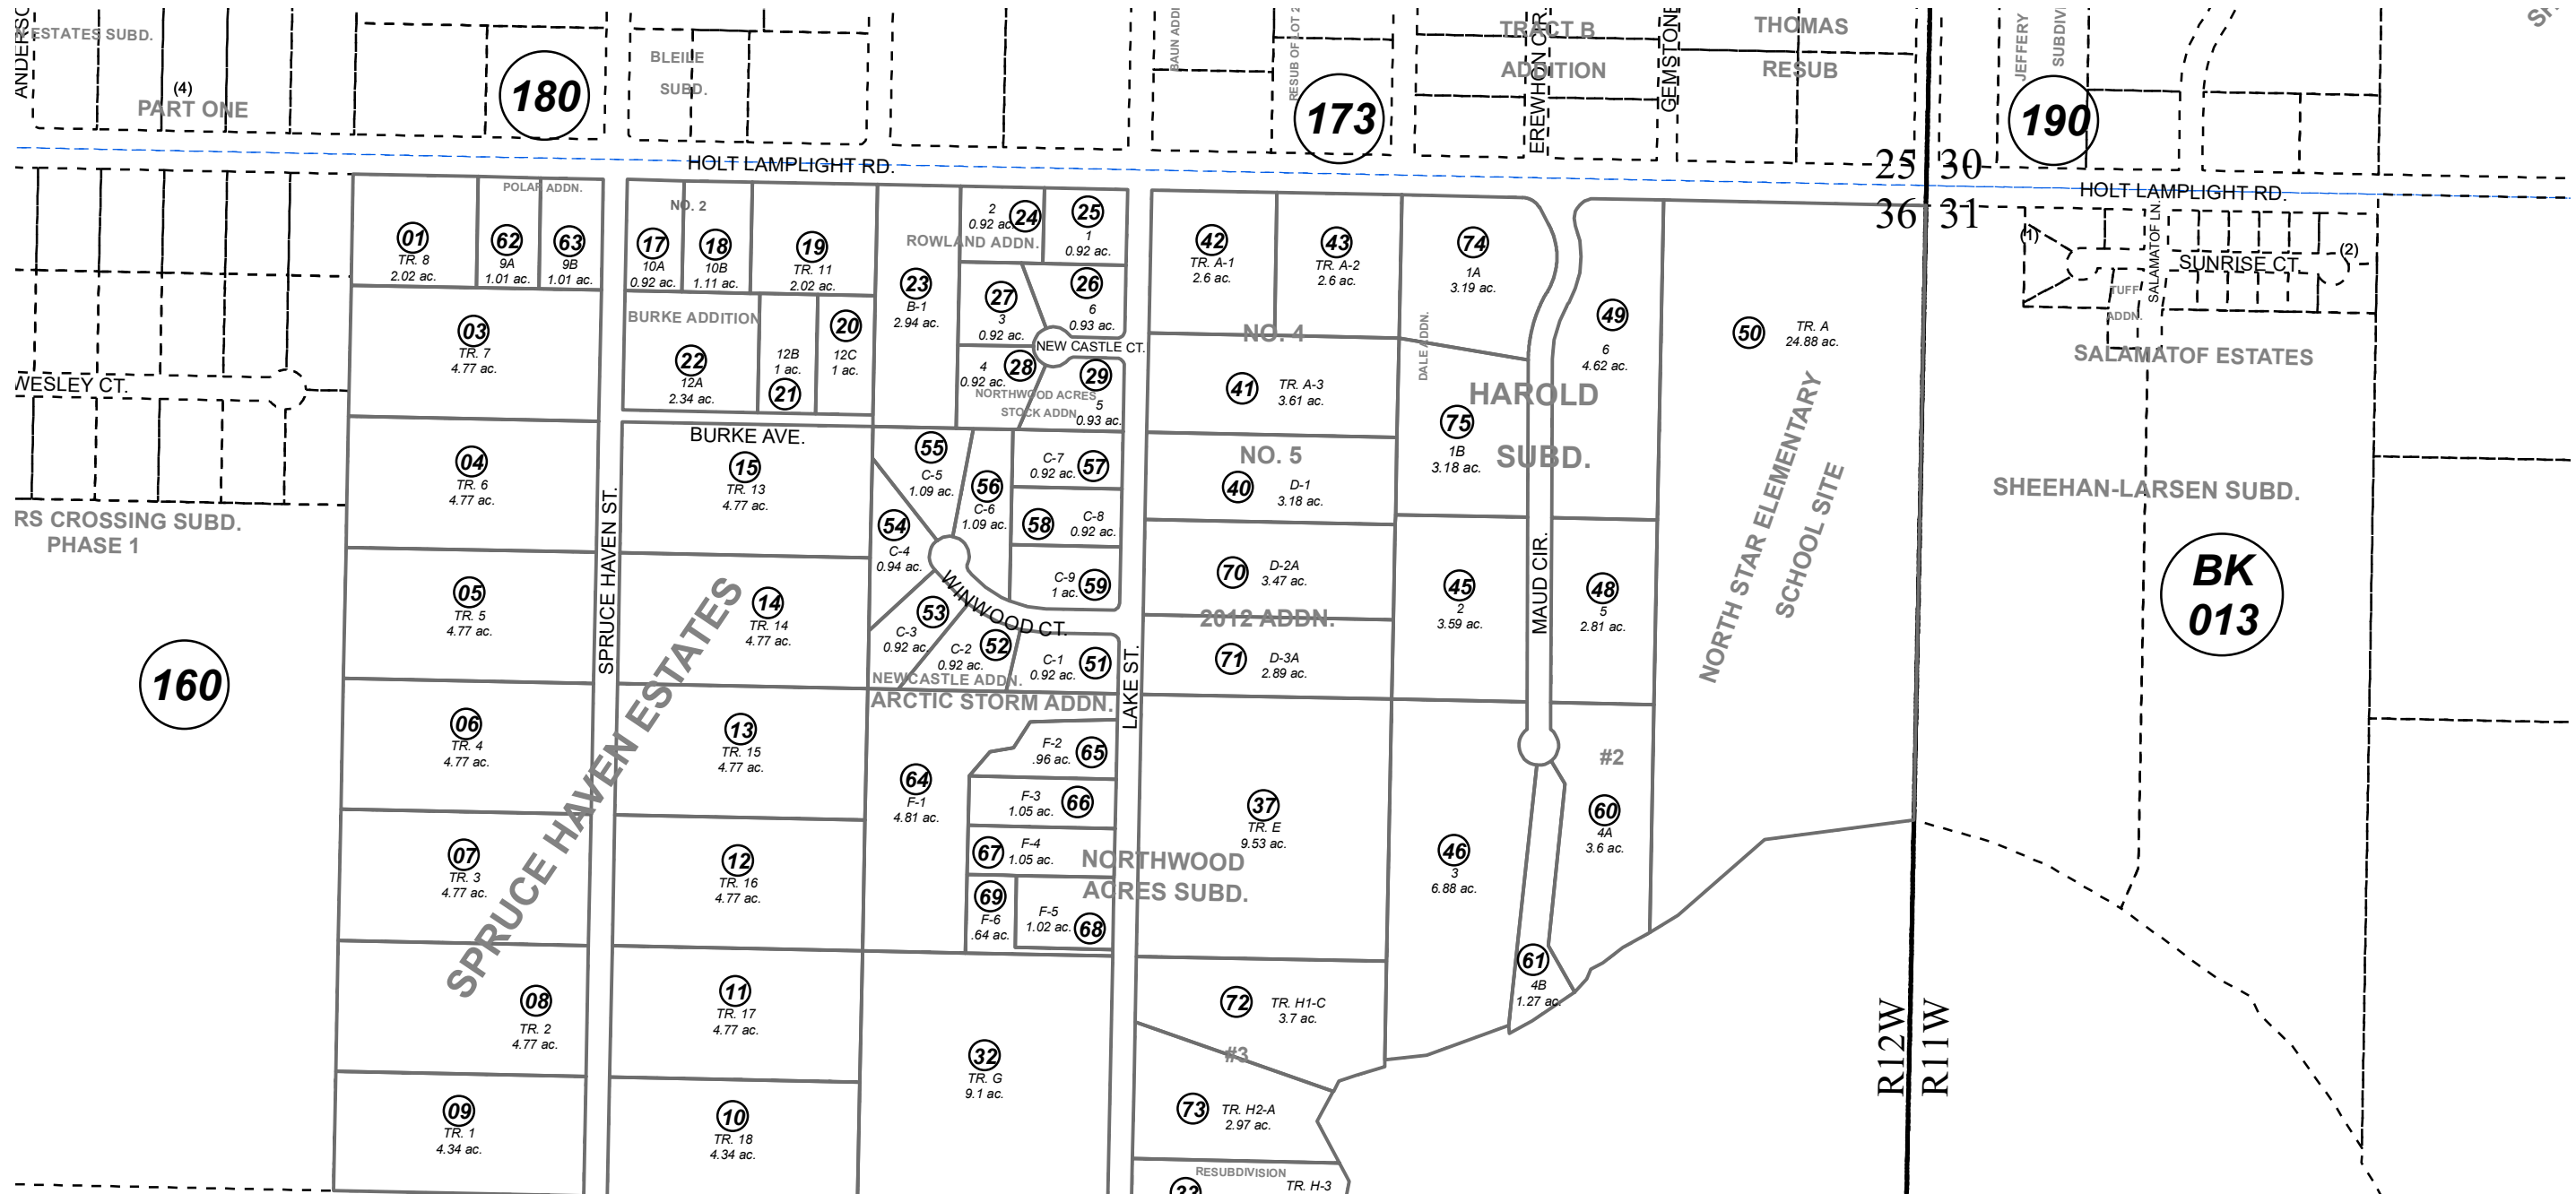 ESTATES SUBD.
(4)
PART ONE
180
BLEILE
SUBD.
BAUN ADDI
RESUB OF LOT 2
173
TRACT B
ADDITION
EREWHON CIR.
GEMSTONE
THOMAS
RESUB
JEFFERY
SUBDIVI
190
HOLT LAMPLIGHT RD.
25 30
36 31
HOLT LAMPLIGHT RD.
POLAR ADDN.
01
TR. 8
2.02 ac.
62
9A
1.01 ac.
63
9B
1.01 ac.
NO. 2
17
10A
0.92 ac.
18
10B
1.11 ac.
19
TR. 11
2.02 ac.
23
B-1
2.94 ac.
2
0.92 ac.
24
25
1
0.92 ac.
ROWLAND ADDN.
27
3
0.92 ac.
26
6
0.93 ac.
NEW CASTLE CT.
4
0.92 ac.
28
29
5
0.93 ac.
NORTHWOOD ACRES
STOCK ADDN.
42
TR. A-1
2.6 ac.
43
TR. A-2
2.6 ac.
74
1A
3.19 ac.
49
6
4.62 ac.
50
TR. A
24.88 ac.
(1)
SALAMATOF LN.
SUNRISE CT.
(2)
TUFF
ADDN.
SALAMATOF ESTATES
03
TR. 7
4.77 ac.
BURKE ADDITION
22
12A
2.34 ac.
12B
1 ac.
21
20
12C
1 ac.
NO. 4
DALE ADDN.
HAROLD
SUBD.
41
TR. A-3
3.61 ac.
WESLEY CT.
BURKE AVE.
04
TR. 6
4.77 ac.
15
TR. 13
4.77 ac.
55
C-5
1.09 ac.
56
C-6
1.09 ac.
C-7
0.92 ac.
57
58
C-8
0.92 ac.
NO. 5
40
D-1
3.18 ac.
75
1B
3.18 ac.
NORTH STAR ELEMENTARY
SCHOOL SITE
SHEEHAN-LARSEN SUBD.
RS CROSSING SUBD.
PHASE 1
SPRUCE HAVEN ST.
54
C-4
0.94 ac.
C-9
1 ac.
59
WINWOOD CT.
70
D-2A
3.47 ac.
45
2
3.59 ac.
MAUD CIR.
48
5
2.81 ac.
BK
013
05
TR. 5
4.77 ac.
14
TR. 14
4.77 ac.
53
C-3
0.92 ac.
52
C-2
0.92 ac.
C-1
0.92 ac.
51
2012 ADDN.
71
D-3A
2.89 ac.
160
NEWCASTLE ADDN.
ARCTIC STORM ADDN.
LAKE ST.
SPRUCE HAVEN ESTATES
06
TR. 4
4.77 ac.
13
TR. 15
4.77 ac.
64
F-1
4.81 ac.
F-2
.96 ac.
65
F-3
1.05 ac.
66
#2
37
TR. E
9.53 ac.
60
4A
3.6 ac.
07
TR. 3
4.77 ac.
12
TR. 16
4.77 ac.
67
F-4
1.05 ac.
NORTHWOOD
ACRES SUBD.
46
3
6.88 ac.
69
F-6
.64 ac.
F-5
1.02 ac.
68
08
TR. 2
4.77 ac.
11
TR. 17
4.77 ac.
61
4B
1.27 ac.
72
TR. H1-C
3.7 ac.
R12W
R11W
32
TR. G
9.1 ac.
#3
09
TR. 1
4.34 ac.
10
TR. 18
4.34 ac.
73
TR. H2-A
2.97 ac.
RESUBDIVISION
TR. H-3